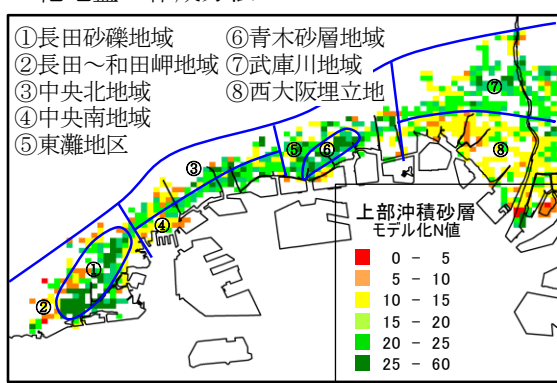 ①長田砂礫地域
⑥青木砂層地域
②長田～和田岬地域
⑦武庫川地域
③中央北地域
⑧西大阪埋立地
④中央南地域
⑤東灘地区
⑦
⑧
⑤
⑥
③
④
①
②
上部沖積砂層
モデル化N値
0 - 5
5 - 10
10 - 15
15 - 20
20 - 25
25 - 60